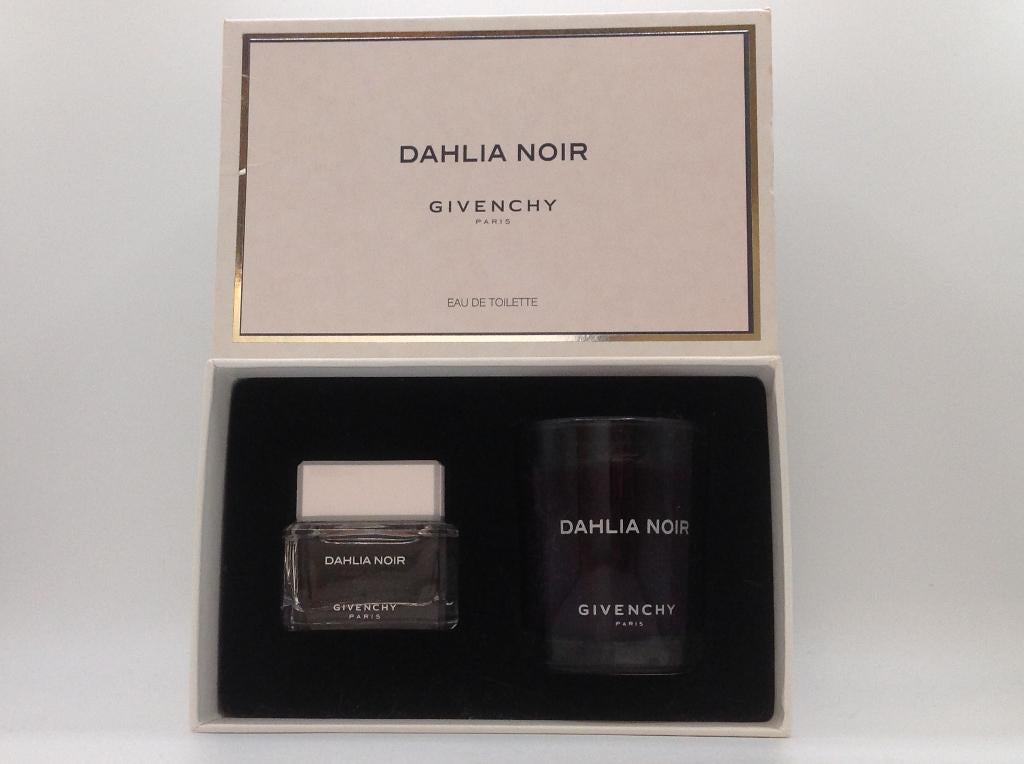 DAHLIA NOIR
GIVENCHY
PARIS
EAU DE TOILETTE
DAHLIA NOIR
GIVENCHY
PARIS
DAHLIA NOIR
GIVENCHY
PARIS